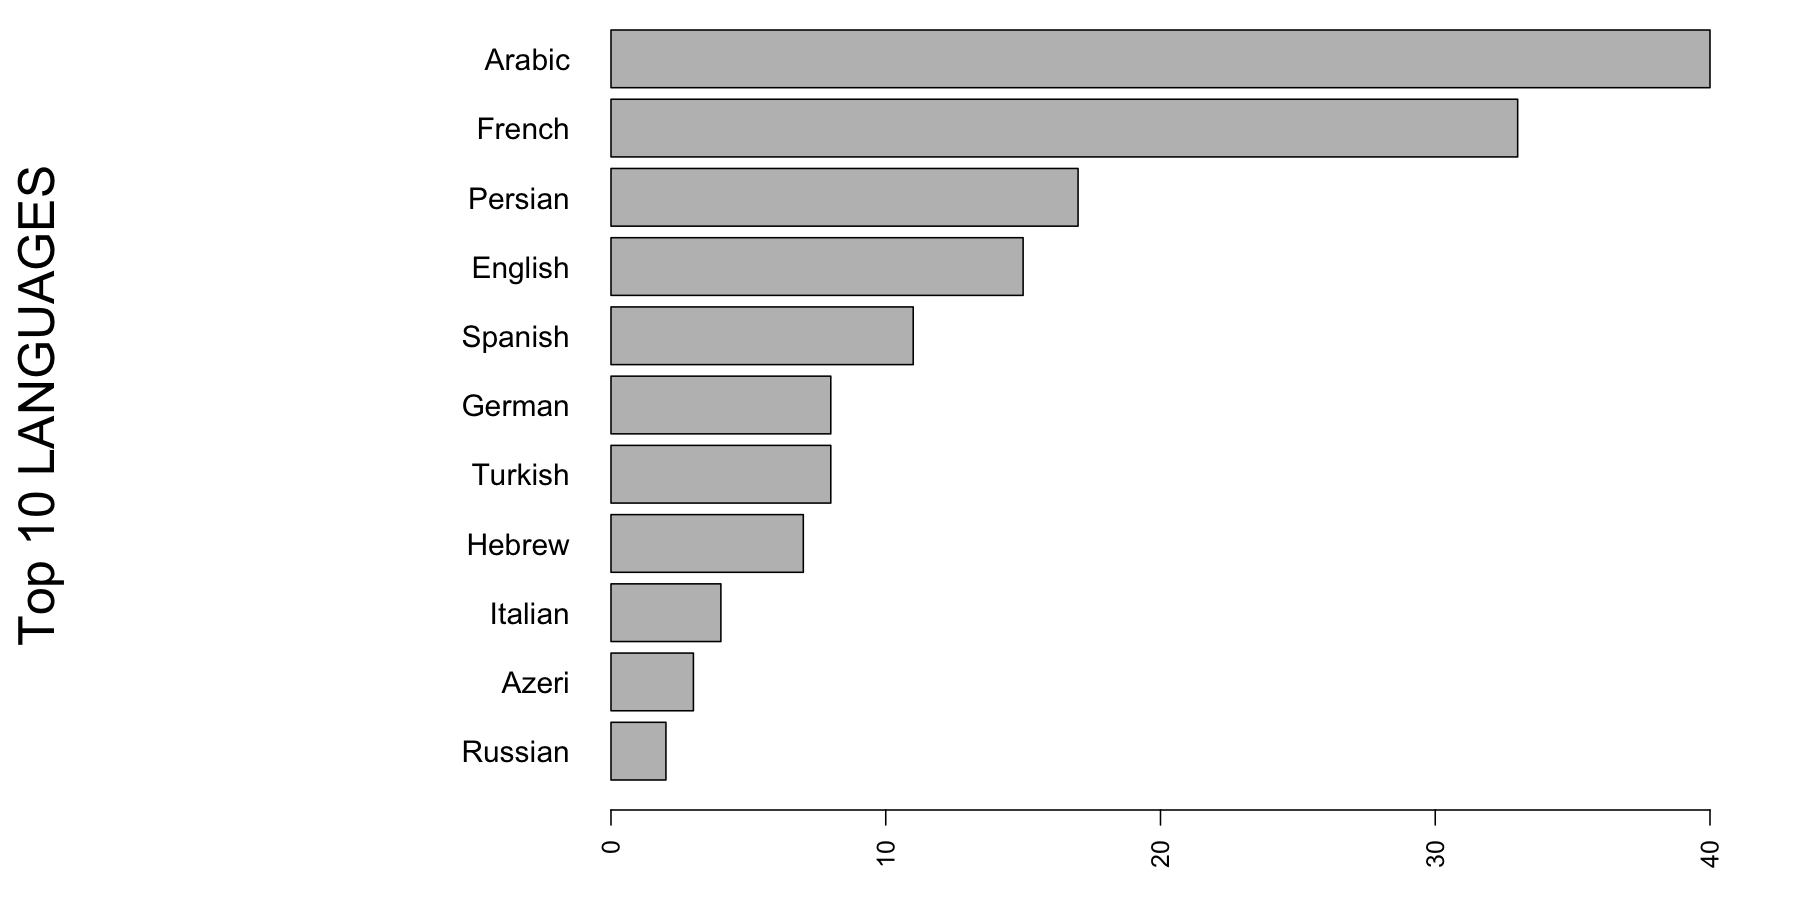 Top 10 LANGUAGES
Arabic
French
Persian
English
Spanish
German
Turkish
Hebrew
Italian
Azeri
Russian
0 10 20 30 40